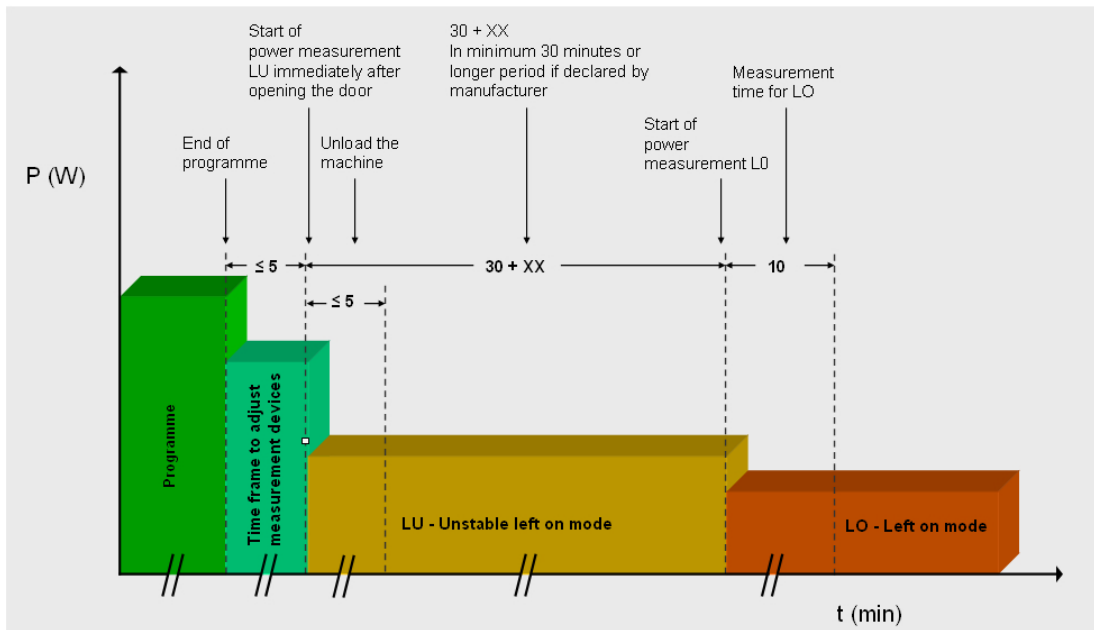 Start of
power measurement
LU immediately after
opening the door
30 + XX
In minimum 30 minutes or
longer period if declared by
manufacturer
Measurement
time for LO
End of
programme
Unload the
machine
Start of
power
measurement L0
P (W)
≤ 5
30 + XX
10
≤ 5
Programme
Time frame to adjust
measurement devices
LU - Unstable left on mode
LO - Left on mode
t (min)